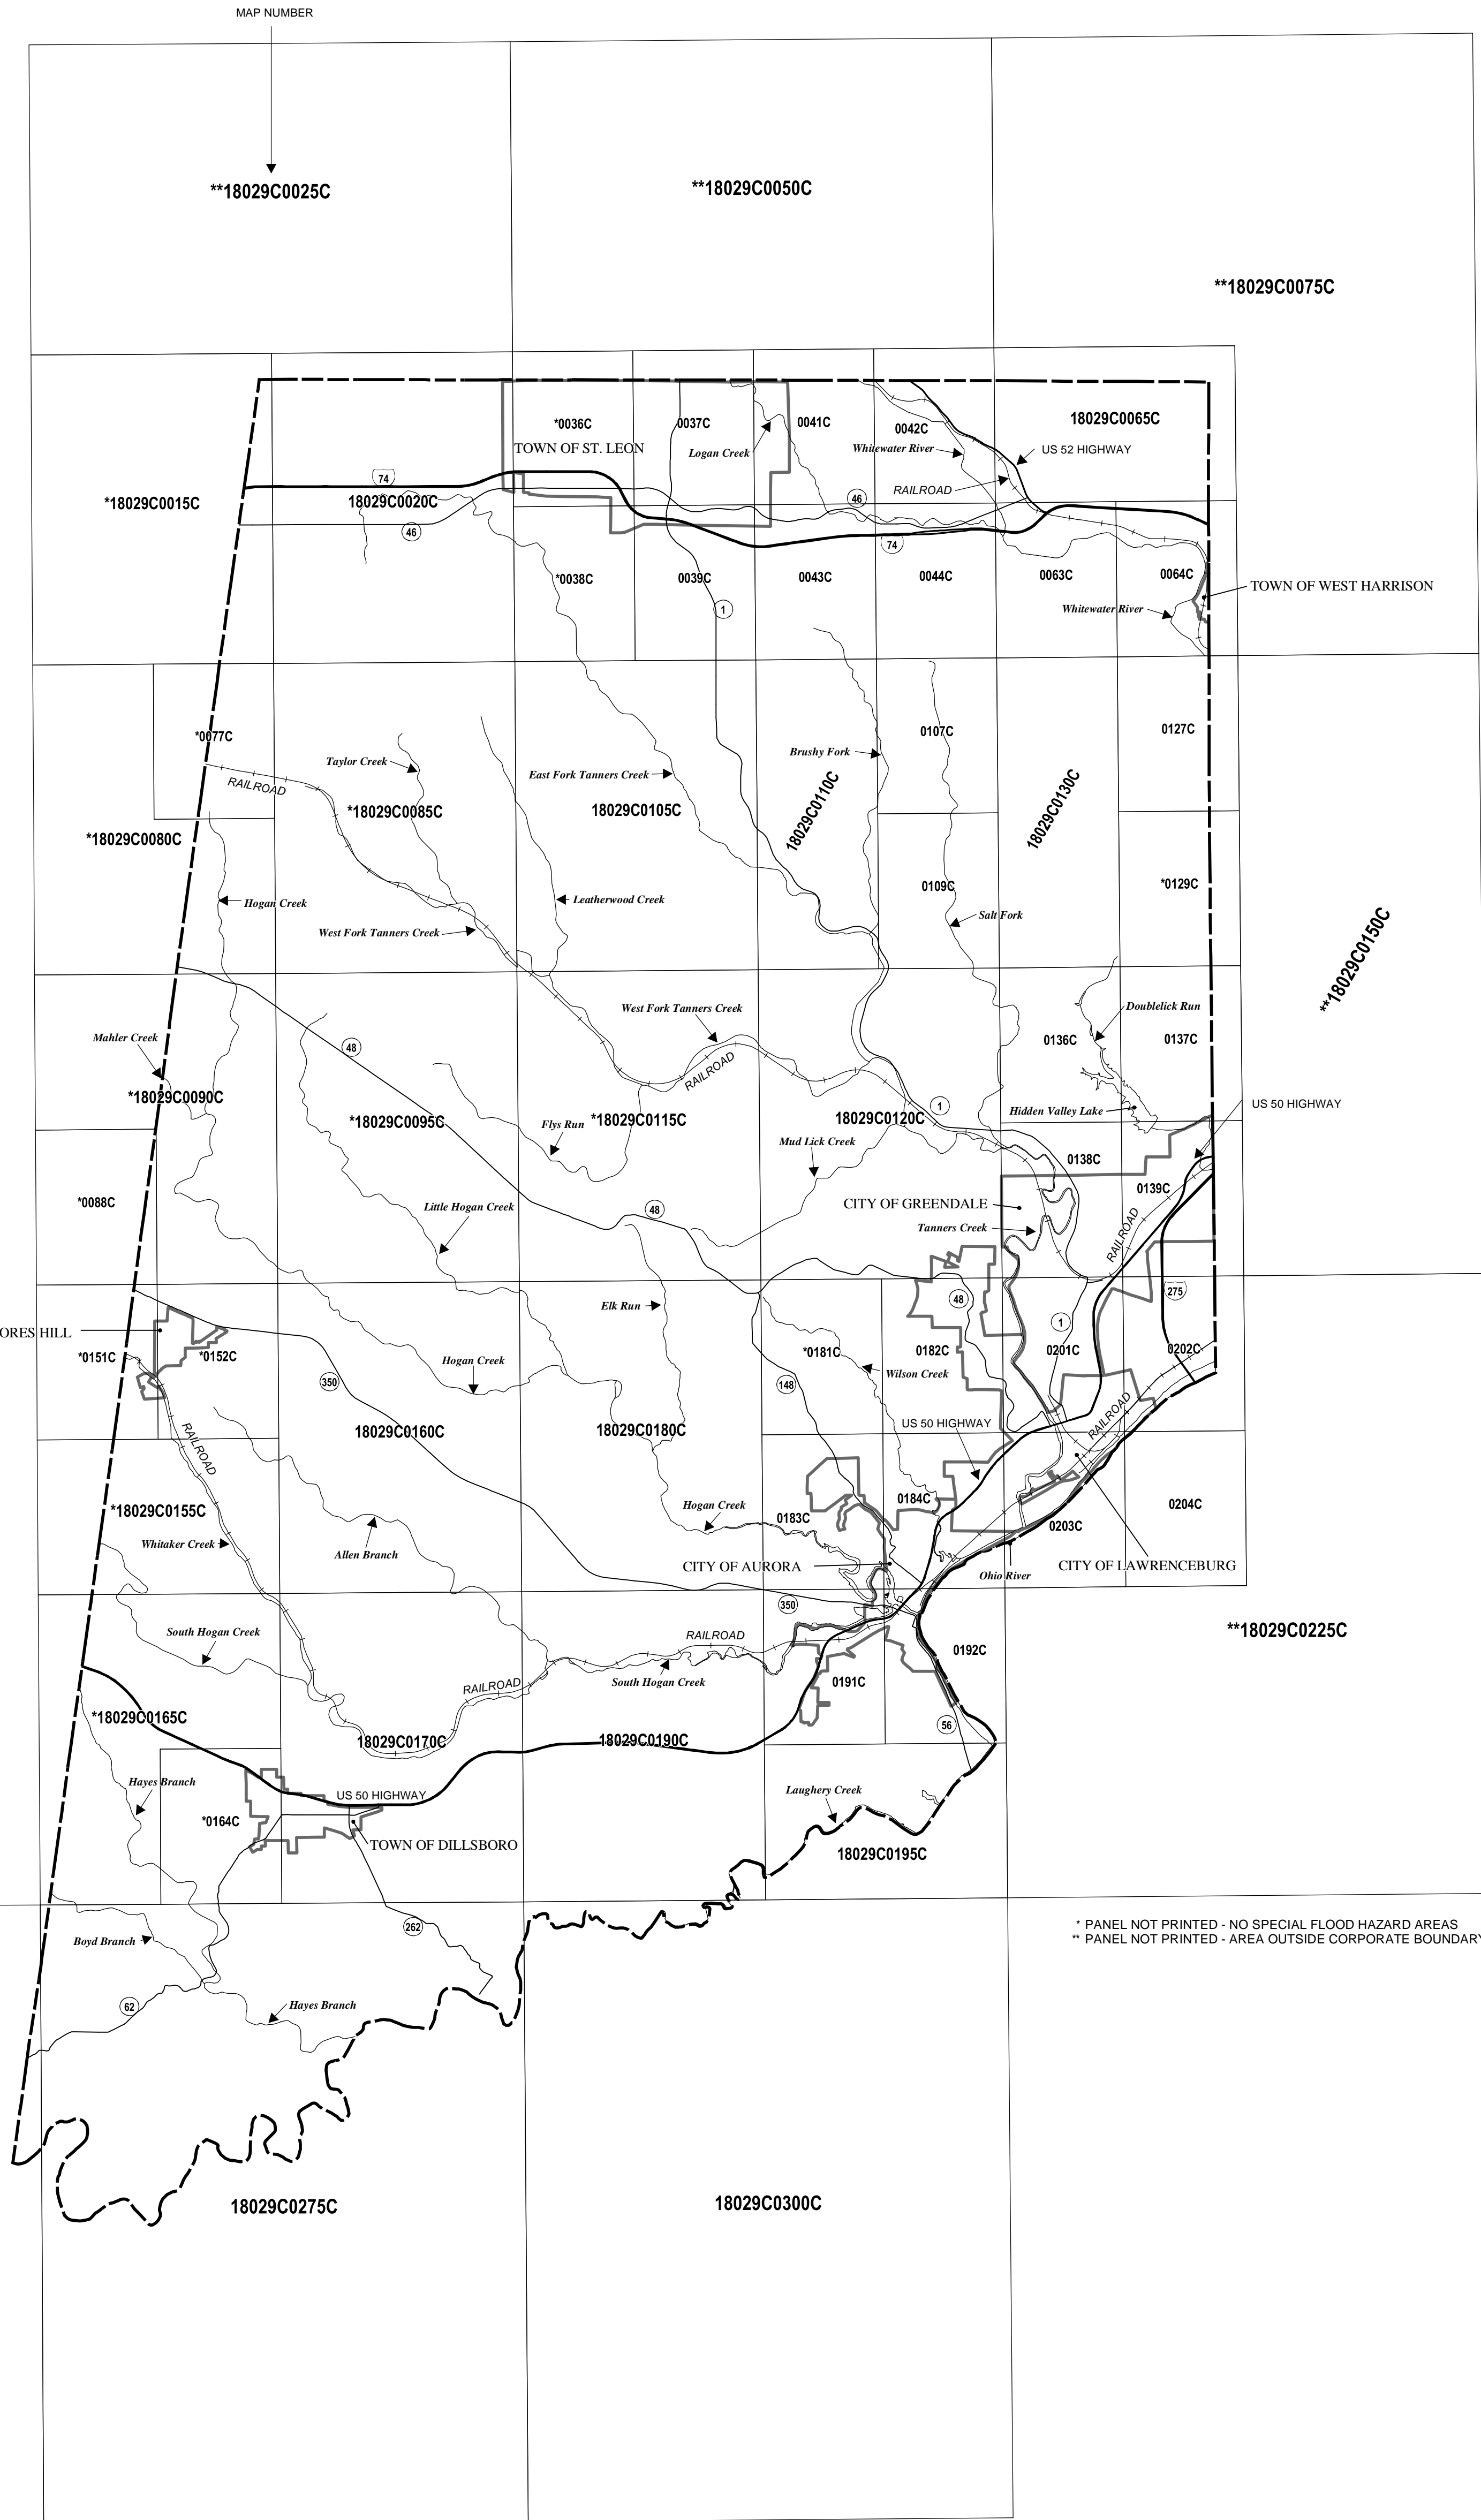 MAP NUMBER
**18029C0025C
**18029C0050C
**18029C0075C
*0036C
0037C
0041C
0042C
18029C0065C
TOWN OF ST. LEON
Logan Creek
Whitewater River
US 52 HIGHWAY
74
RAILROAD
*18029C0015C
18029C0020C
46
46
74
*0038C
0039C
0043C
0044C
0063C
0064C
TOWN OF WEST HARRISON
1
Whitewater River
*0077C
0107C
0127C
Taylor Creek
Brushy Fork
East Fork Tanners Creek
RAILROAD
*18029C0085C
18029C0105C
18029C0110C
18029C0130C
*18029C0080C
0109C
*0129C
Hogan Creek
Leatherwood Creek
Salt Fork
West Fork Tanners Creek
**18029C0150C
West Fork Tanners Creek
Doublelick Run
Mahler Creek
48
0136C
0137C
RAILROAD
*18029C0090C
*18029C0095C
*18029C0115C
18029C0120C
1
Hidden Valley Lake
US 50 HIGHWAY
Flys Run
Mud Lick Creek
0138C
*0088C
0139C
Little Hogan Creek
48
CITY OF GREENDALE
Tanners Creek
RAILROAD
Elk Run
48
275
ORES HILL
1
*0151C
*0152C
*0181C
0182C
0201C
0202C
Hogan Creek
Wilson Creek
350
148
RAILROAD
US 50 HIGHWAY
18029C0160C
18029C0180C
RAILROAD
*18029C0155C
Hogan Creek
0184C
0204C
0183C
0203C
Whitaker Creek
Allen Branch
CITY OF AURORA
CITY OF LAWRENCEBURG
Ohio River
350
South Hogan Creek
RAILROAD
**18029C0225C
0192C
South Hogan Creek
0191C
RAILROAD
*18029C0165C
56
18029C0170C
18029C0190C
Hayes Branch
US 50 HIGHWAY
Laughery Creek
*0164C
TOWN OF DILLSBORO
18029C0195C
* PANEL NOT PRINTED - NO SPECIAL FLOOD HAZARD AREAS
** PANEL NOT PRINTED - AREA OUTSIDE CORPORATE BOUNDARY
262
Boyd Branch
62
Hayes Branch
18029C0275C
18029C0300C